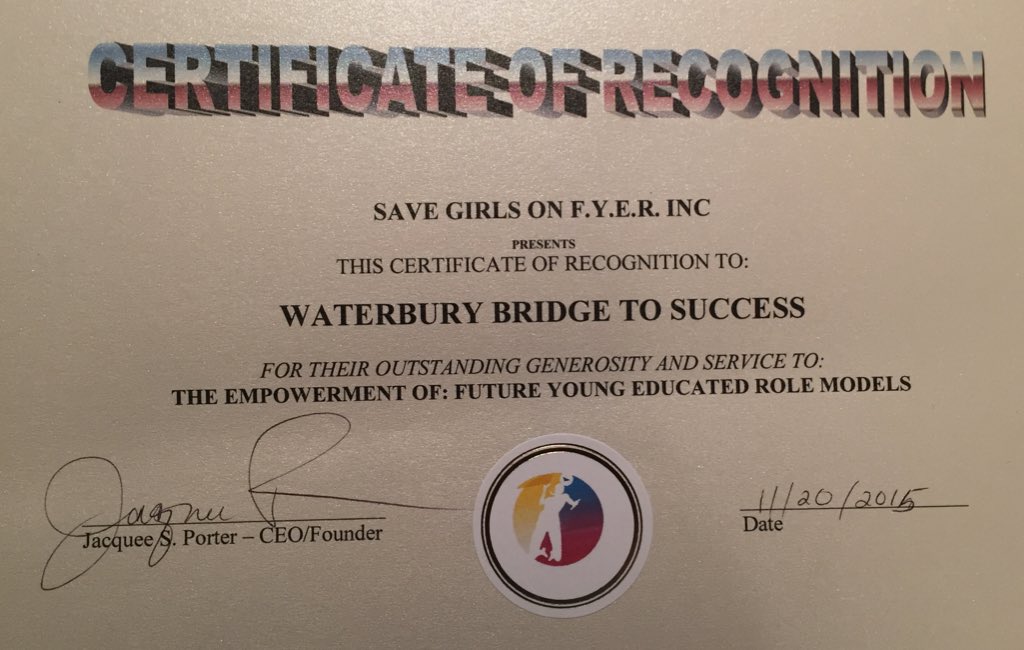 CERTIFICATE OF RECOGNITION
SAVE GIRLS ON F.Y.E.R. INC
PRESENTS
THIS CERTIFICATE OF RECOGNITION TO:
WATERBURY BRIDGE TO SUCCESS
FOR THEIR OUTSTANDING GENEROSITY AND SERVICE TO:
THE EMPOWERMENT OF: FUTURE YOUNG EDUCATED ROLE MODELS
Jacquee S. Porter – CEO/Founder
11/20/2015
Date